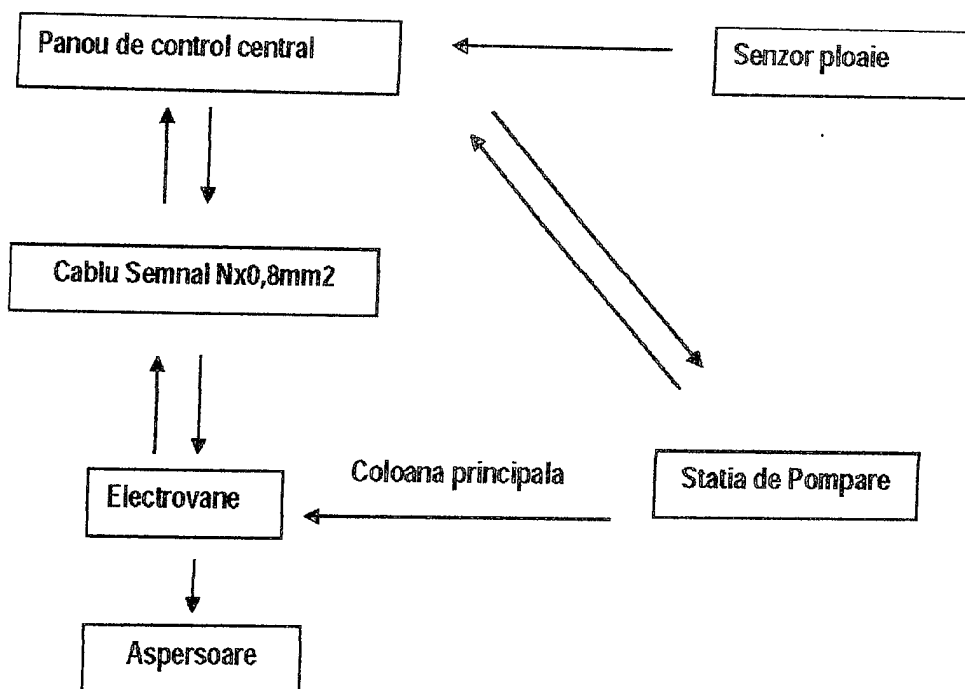 Panou de control central
Senzor ploaie
Cablu Semnal Nx0,8mm2
Coloana principala
Electrovane
Statia de Pompare
Aspersoare